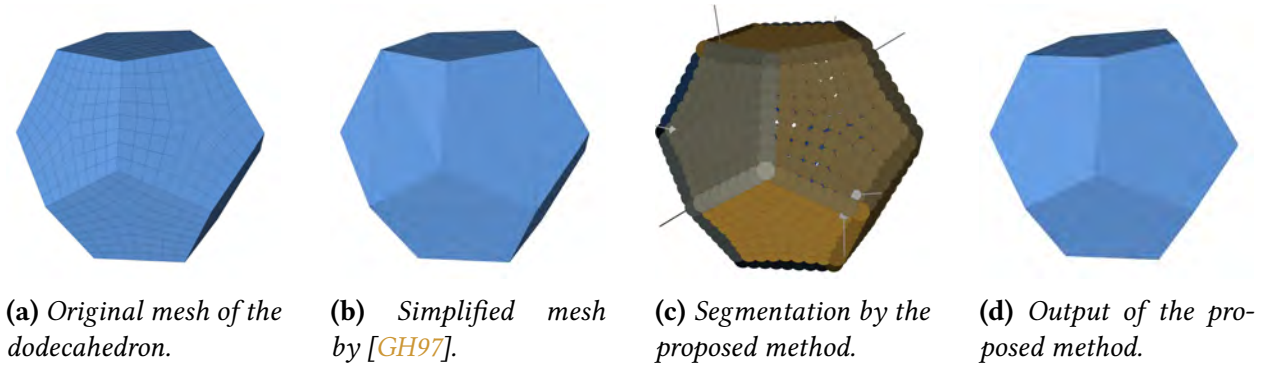 (a) Original mesh of the
dodecahedron.
(b) Simplified mesh
by [GH97].
(c) Segmentation by the
proposed method.
(d) Output of the pro-
posed method.